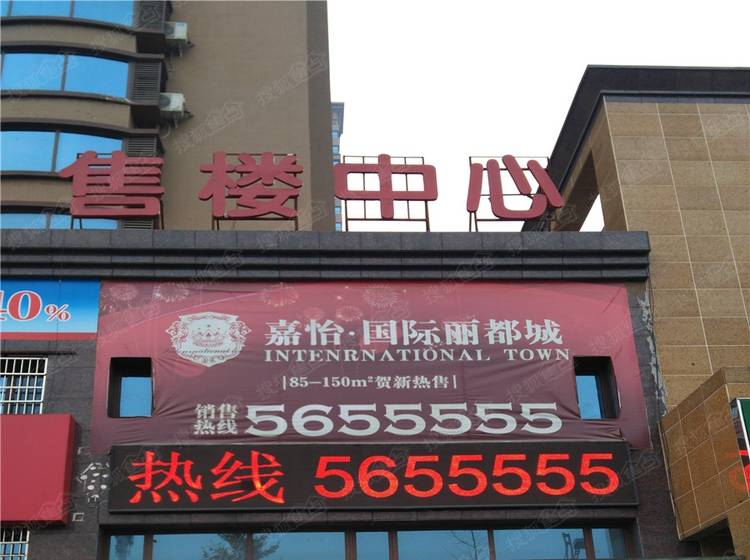 售楼中心
40%
嘉怡·国际丽都城
INTENRNATIONAL TOWN
85-150m²贺新热售
销售热线 5655555
热线 5655555